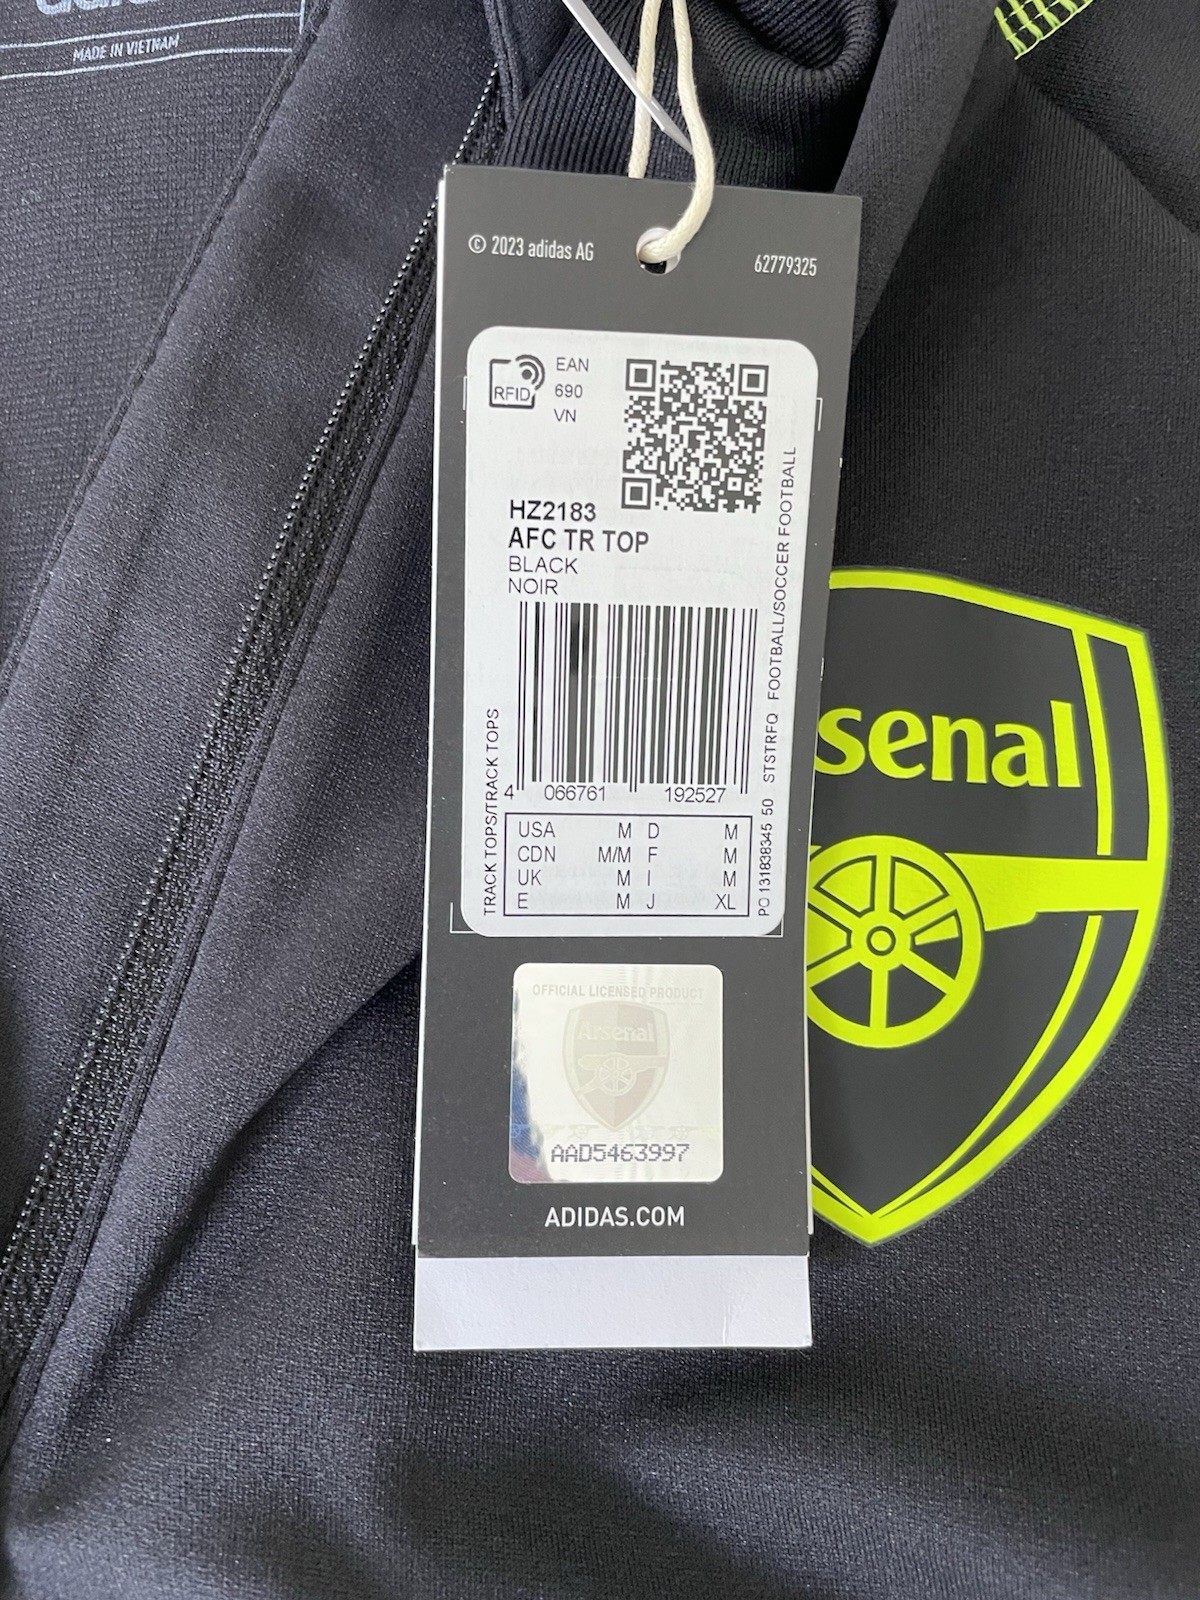 MADE IN VIETNAM
© 2023 adidas AG
62779325
RFID
EAN
690
VN
HZ2183
AFC TR TOP
BLACK
NOIR
TRACK TOPS/TRACK TOPS
PO 131838345 50 STSTRFQ FOOTBALL/SOCCER FOOTBALL
4 066761 192527
USA M D M
CDN M/M F M
UK M I M
E M J XL
OFFICIAL LICENSED PRODUCT
Arsenal
AAD5463997
ADIDAS.COM
senal